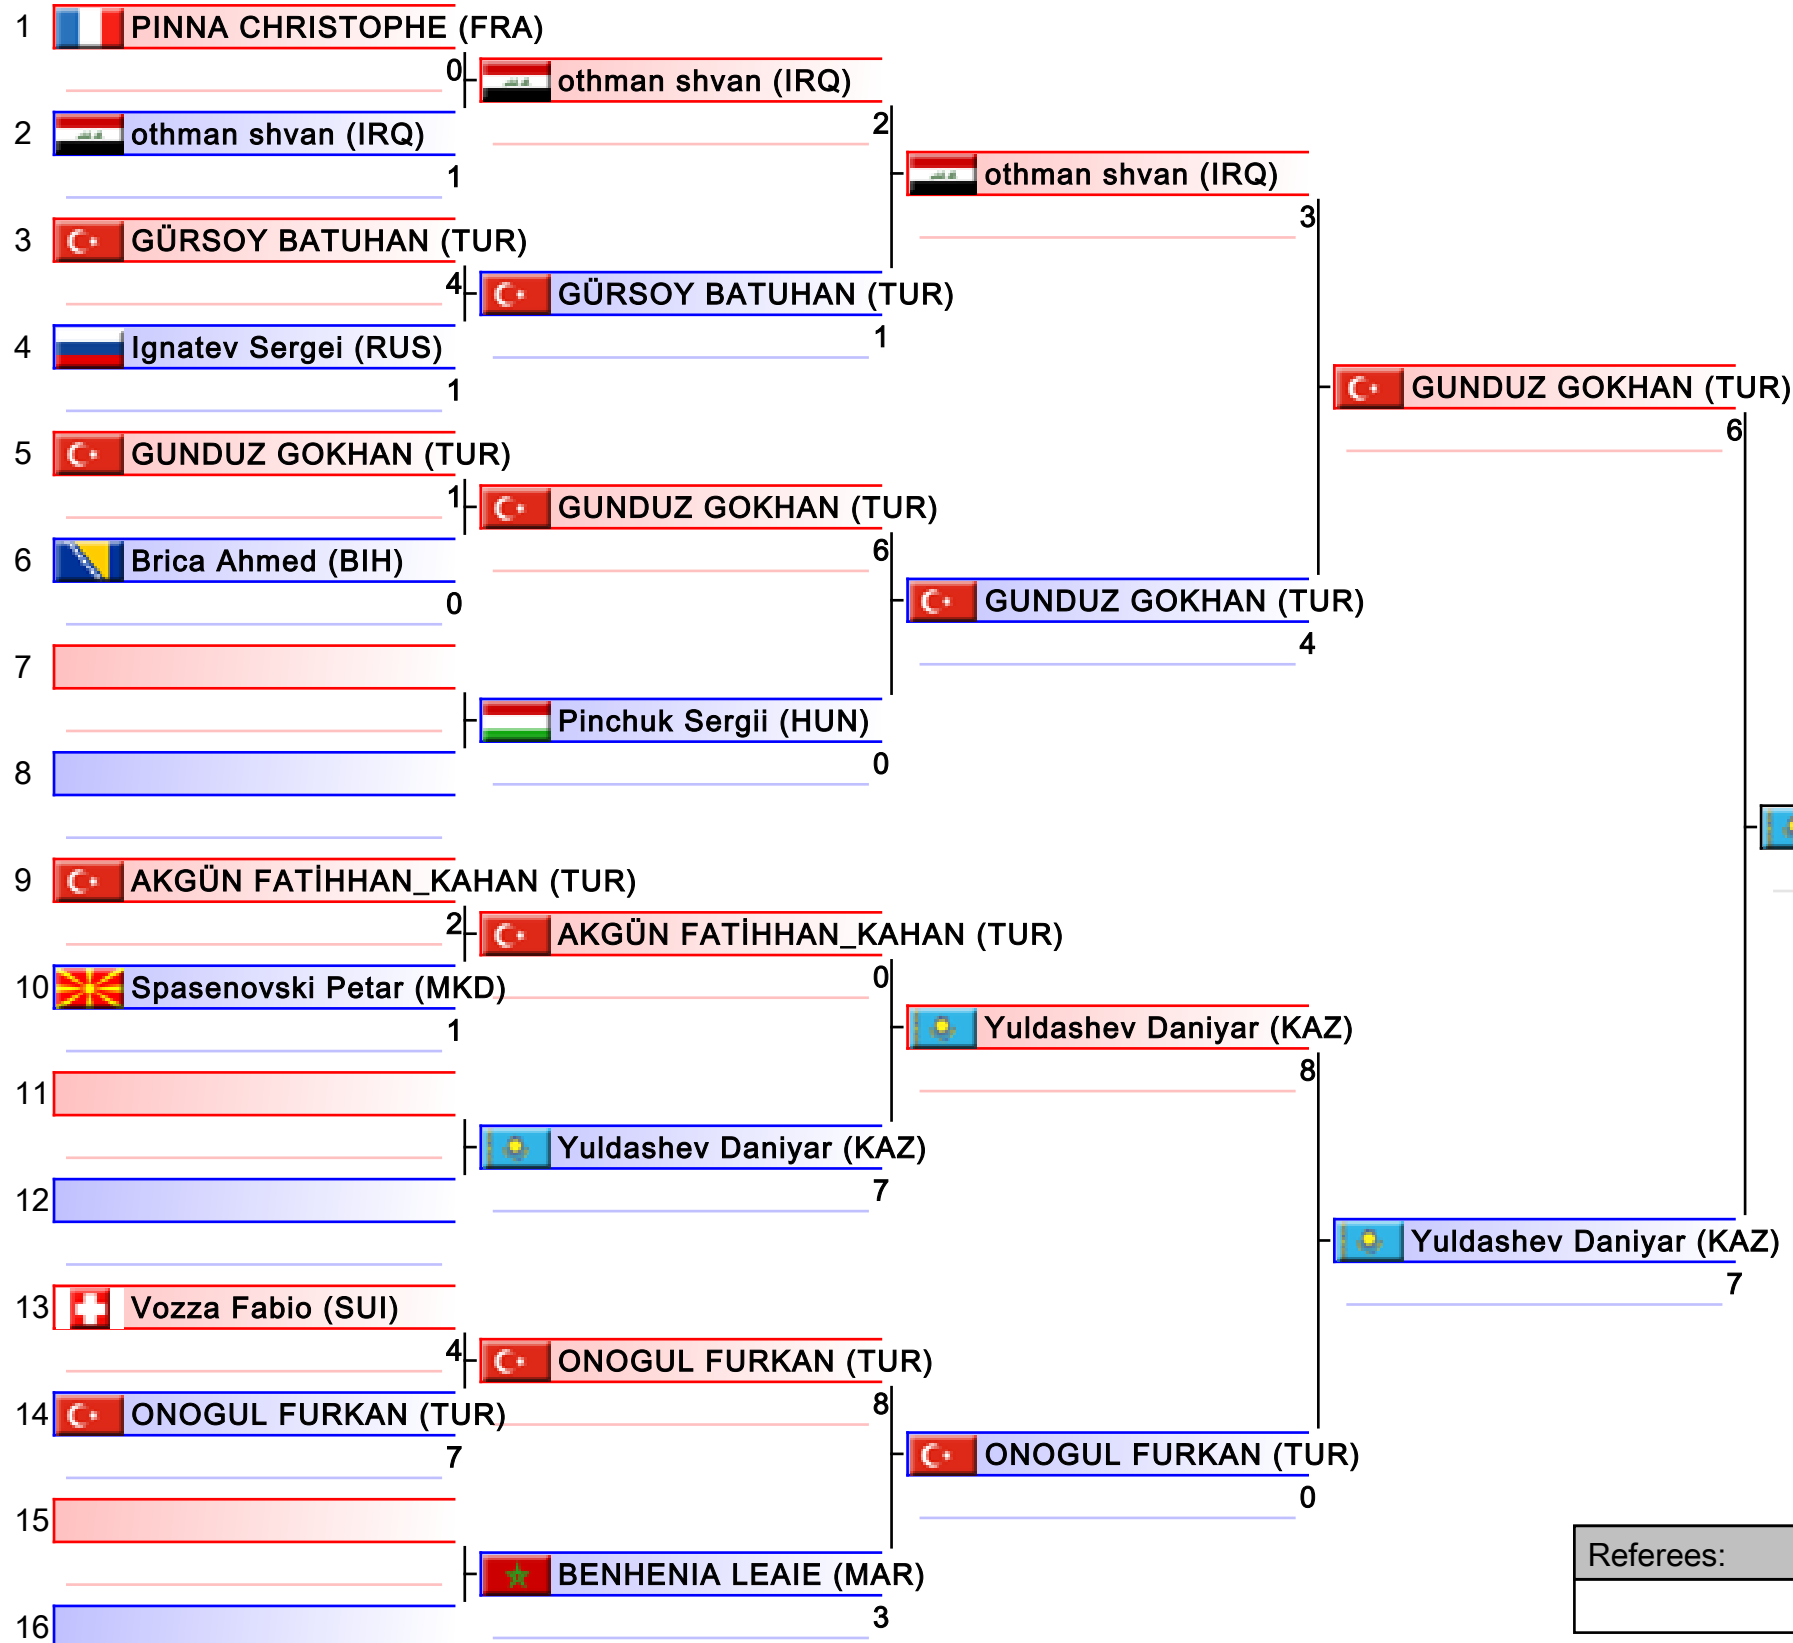 1 PINNA CHRISTOPHE (FRA)
0
othman shvan (IRQ)
2
2 othman shvan (IRQ)
1
othman shvan (IRQ)
3
3 GÜRSOY BATUHAN (TUR)
4
GÜRSOY BATUHAN (TUR)
1
4 Ignatev Sergei (RUS)
1
GUNDUZ GOKHAN (TUR)
6
5 GUNDUZ GOKHAN (TUR)
1
GUNDUZ GOKHAN (TUR)
6
6 Brica Ahmed (BIH)
0
GUNDUZ GOKHAN (TUR)
4
7
Pinchuk Sergii (HUN)
0
8
9 AKGÜN FATİHHAN_KAHAN (TUR)
2
AKGÜN FATİHHAN_KAHAN (TUR)
0
10 Spasenovski Petar (MKD)
1
Yuldashev Daniyar (KAZ)
8
11
Yuldashev Daniyar (KAZ)
7
12
Yuldashev Daniyar (KAZ)
7
13 Vozza Fabio (SUI)
4
ONOGUL FURKAN (TUR)
8
14 ONOGUL FURKAN (TUR)
7
ONOGUL FURKAN (TUR)
0
15
BENHENIA LEAIE (MAR)
3
16
Referees: